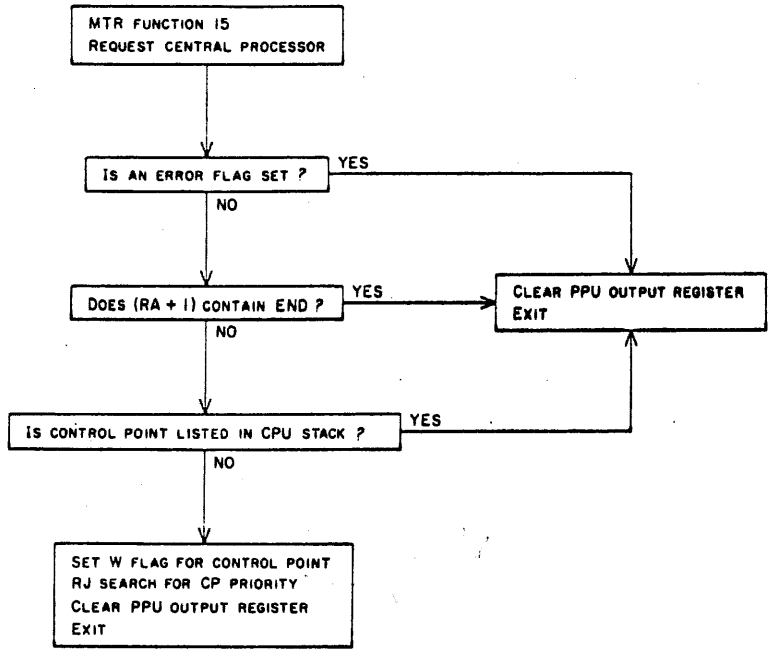 MTR FUNCTION 15
REQUEST CENTRAL PROCESSOR
IS AN ERROR FLAG SET ?
YES
NO
DOES (RA + 1) CONTAIN END ?
YES
CLEAR PPU OUTPUT REGISTER
EXIT
NO
IS CONTROL POINT LISTED IN CPU STACK ?
YES
NO
SET W FLAG FOR CONTROL POINT
RJ SEARCH FOR CP PRIORITY
CLEAR PPU OUTPUT REGISTER
EXIT